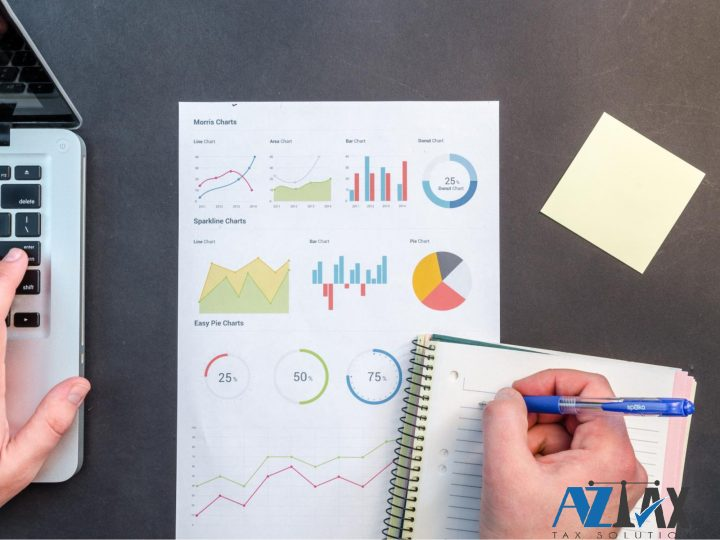 Morris Charts
Line Chart
Area Chart
Bar Chart
Donut Chart
25%
Donut Chart
Sparkline Charts
Line Chart
Bar Chart
Pie Chart
Easy Pie Charts
25%
50%
75%
delete
enter
shift
AZTAX
TAX SOLUTION